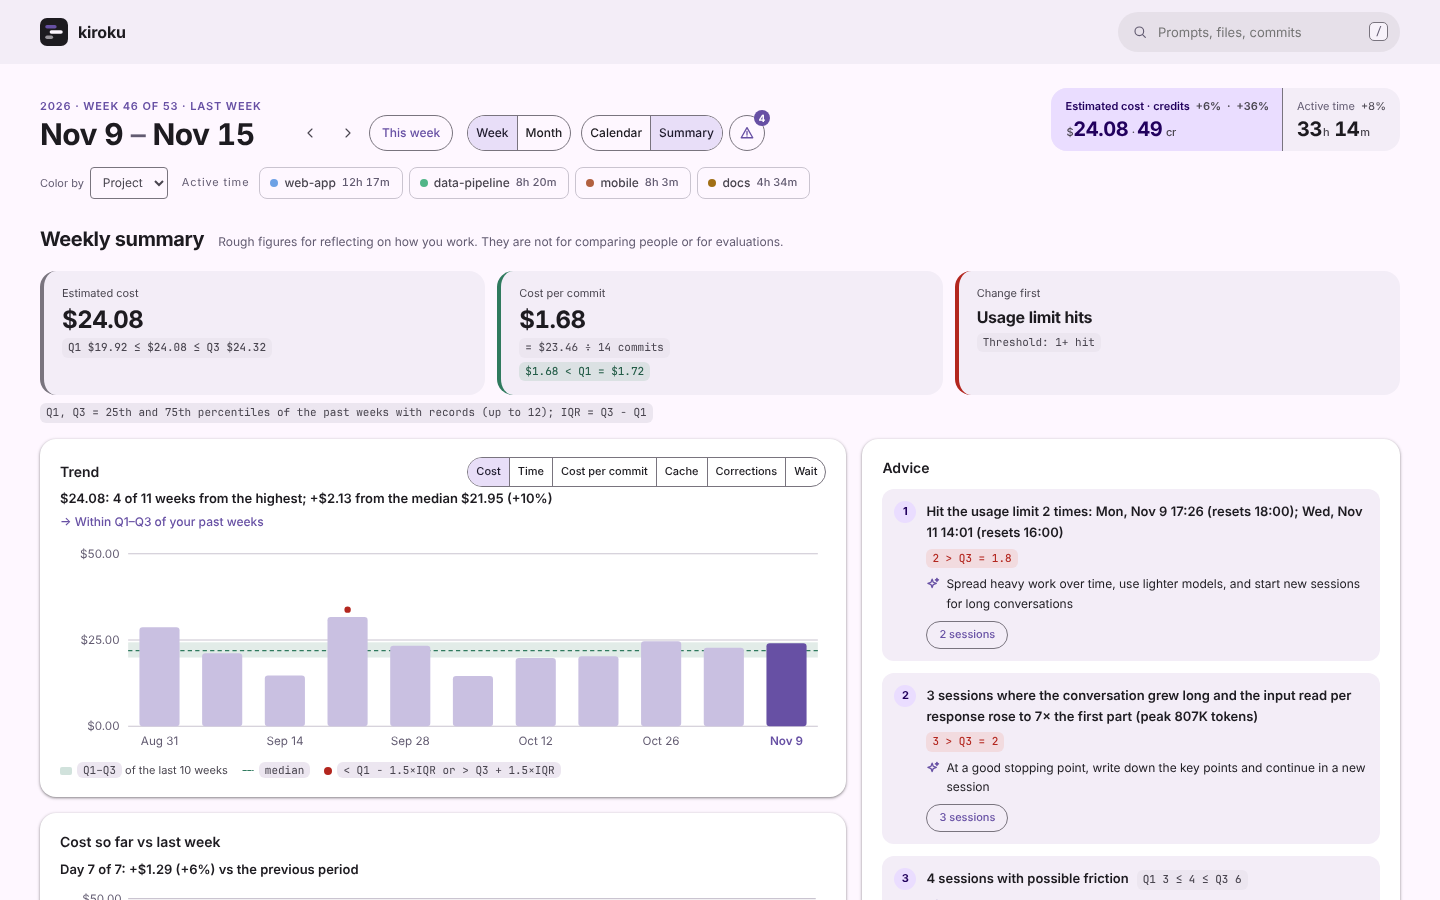 kiroku
Prompts, files, commits /
2026 · WEEK 46 OF 53 · LAST WEEK
Nov 9 – Nov 15
This week
Week Month
Calendar Summary
4
Estimated cost · credits +6% · +36%
$24.08 · 49 cr
Active time +8%
33h 14m
Color by Project
Active time
web-app 12h 17m
data-pipeline 8h 20m
mobile 8h 3m
docs 4h 34m
Weekly summary
Rough figures for reflecting on how you work. They are not for comparing people or for evaluations.
Estimated cost
$24.08
Q1 $19.92 ≤ $24.08 ≤ Q3 $24.32
Cost per commit
$1.68
= $23.46 ÷ 14 commits
$1.68 < Q1 = $1.72
Change first
Usage limit hits
Threshold: 1+ hit
Q1, Q3 = 25th and 75th percentiles of the past weeks with records (up to 12); IQR = Q3 - Q1
Trend
Cost Time Cost per commit Cache Corrections Wait
$24.08: 4 of 11 weeks from the highest; +$2.13 from the median $21.95 (+10%)
→ Within Q1–Q3 of your past weeks
$50.00
$25.00
$0.00
Aug 31 Sep 14 Sep 28 Oct 12 Oct 26 Nov 9
Q1–Q3 of the last 10 weeks median < Q1 - 1.5×IQR or > Q3 + 1.5×IQR
Cost so far vs last week
Day 7 of 7: +$1.29 (+6%) vs the previous period
$50.00
Advice
1
Hit the usage limit 2 times: Mon, Nov 9 17:26 (resets 18:00); Wed, Nov
11 14:01 (resets 16:00)
2 > Q3 = 1.8
Spread heavy work over time, use lighter models, and start new sessions
for long conversations
2 sessions
2
3 sessions where the conversation grew long and the input read per
response rose to 7× the first part (peak 807K tokens)
3 > Q3 = 2
At a good stopping point, write down the key points and continue in a new
session
3 sessions
3
4 sessions with possible friction Q1 3 ≤ 4 ≤ Q3 6